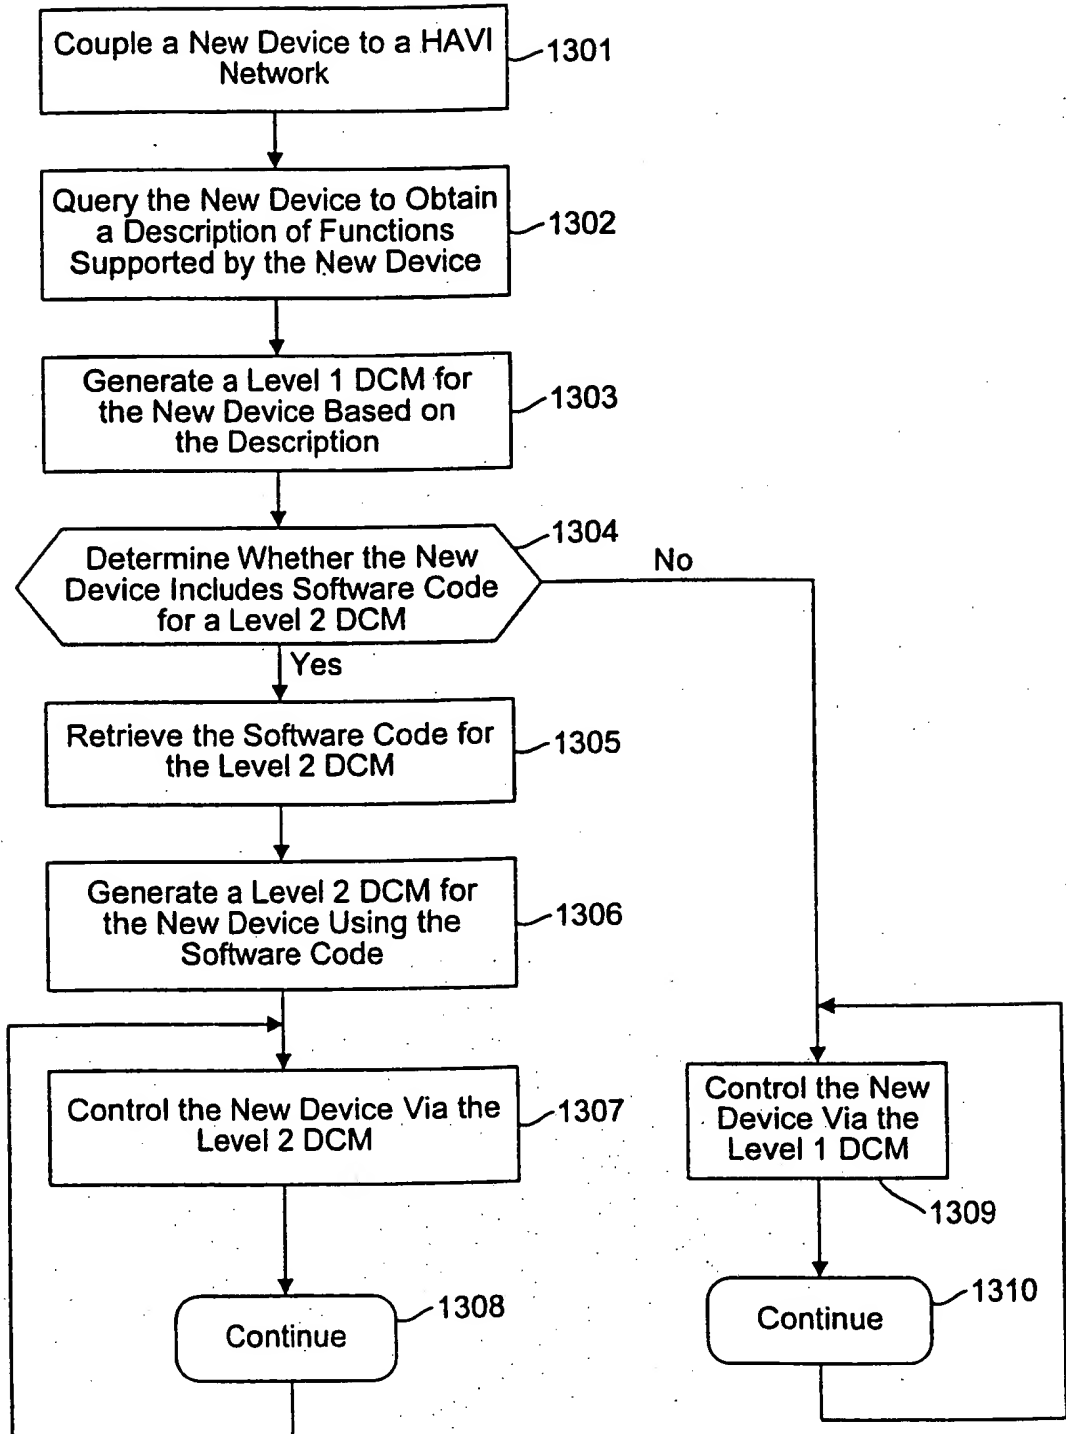 Couple a New Device to a HAVI
Network
1301
Query the New Device to Obtain
a Description of Functions
Supported by the New Device
1302
Generate a Level 1 DCM for
the New Device Based on
the Description
1303
Determine Whether the New
Device Includes Software Code
for a Level 2 DCM
1304
No
Yes
Retrieve the Software Code for
the Level 2 DCM
1305
Generate a Level 2 DCM for
the New Device Using the
Software Code
1306
Control the New Device Via the
Level 2 DCM
1307
Control the New
Device Via the
Level 1 DCM
1309
Continue
1308
Continue
1310